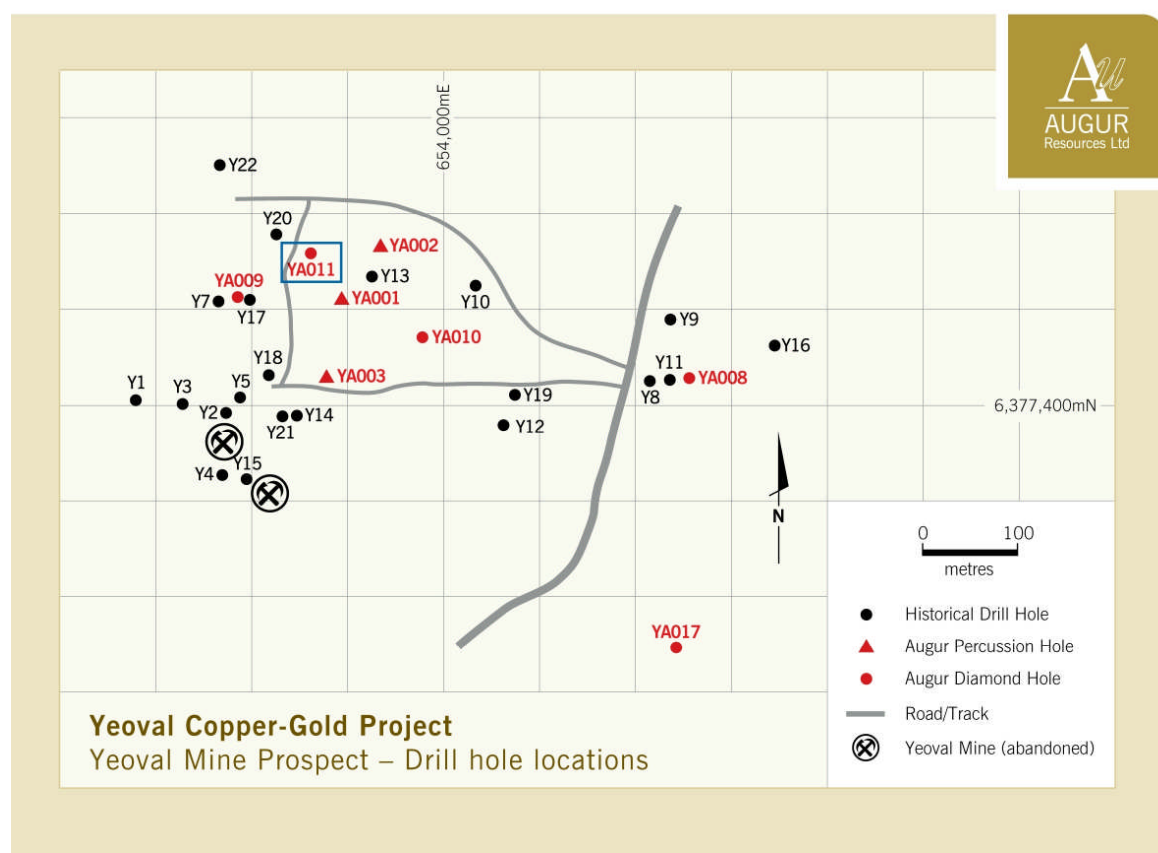 Au
AUGUR
Resources Ltd
654,000mE
Y22
Y20
YA002
YA011
Y13
YA009
YA001
Y10
Y7
Y17
Y9
YA010
Y16
Y18
Y11
YA003
YA008
Y1
Y3
Y5
Y8
Y19
6,377,400mN
Y2
Y21
Y14
Y12
Y15
Y4
N
0 100
metres
Historical Drill Hole
Augur Percussion Hole
YA017
Augur Diamond Hole
Road/Track
Yeoval Mine (abandoned)
Yeoval Copper-Gold Project
Yeoval Mine Prospect – Drill hole locations